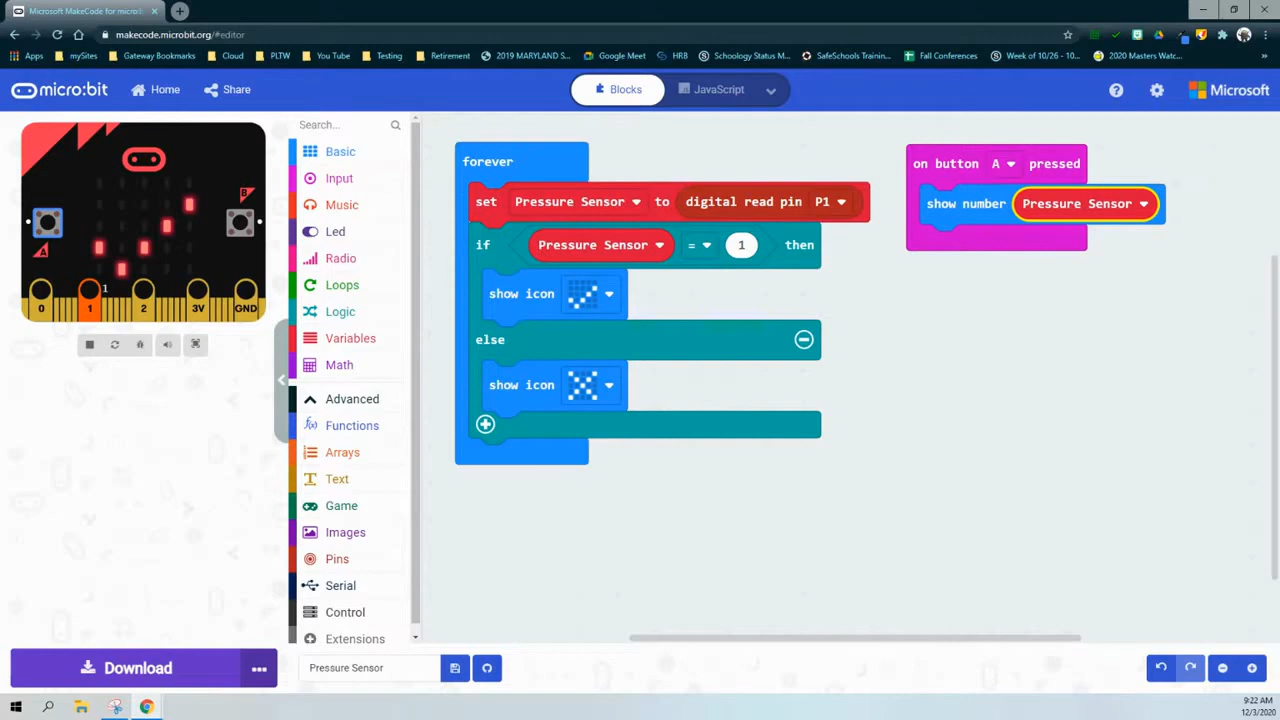 Microsoft MakeCode for micro:bi
makecode.microbit.org/#editor
Apps mySites Gateway Bookmarks Cloud PLTW You Tube Testing Retirement 2019 MARYLAND S... Google Meet HRB Schoology Status M... SafeSchools Trainin... Fall Conferences Week of 10/26 - 10... 2020 Masters Watc... »
micro:bit Home Share Blocks JavaScript Microsoft
Search...
Basic
Input
Music
Led
Radio
Loops
Logic
Variables
Math
Advanced
Functions
Arrays
Text
Game
Images
Pins
Serial
Control
Extensions
A
B
1
0 1 2 3V GND
forever
set Pressure Sensor to digital read pin P1
if Pressure Sensor = 1 then
show icon
else
show icon
on button A pressed
show number Pressure Sensor
Download ... Pressure Sensor
9:22 AM
12/3/2020